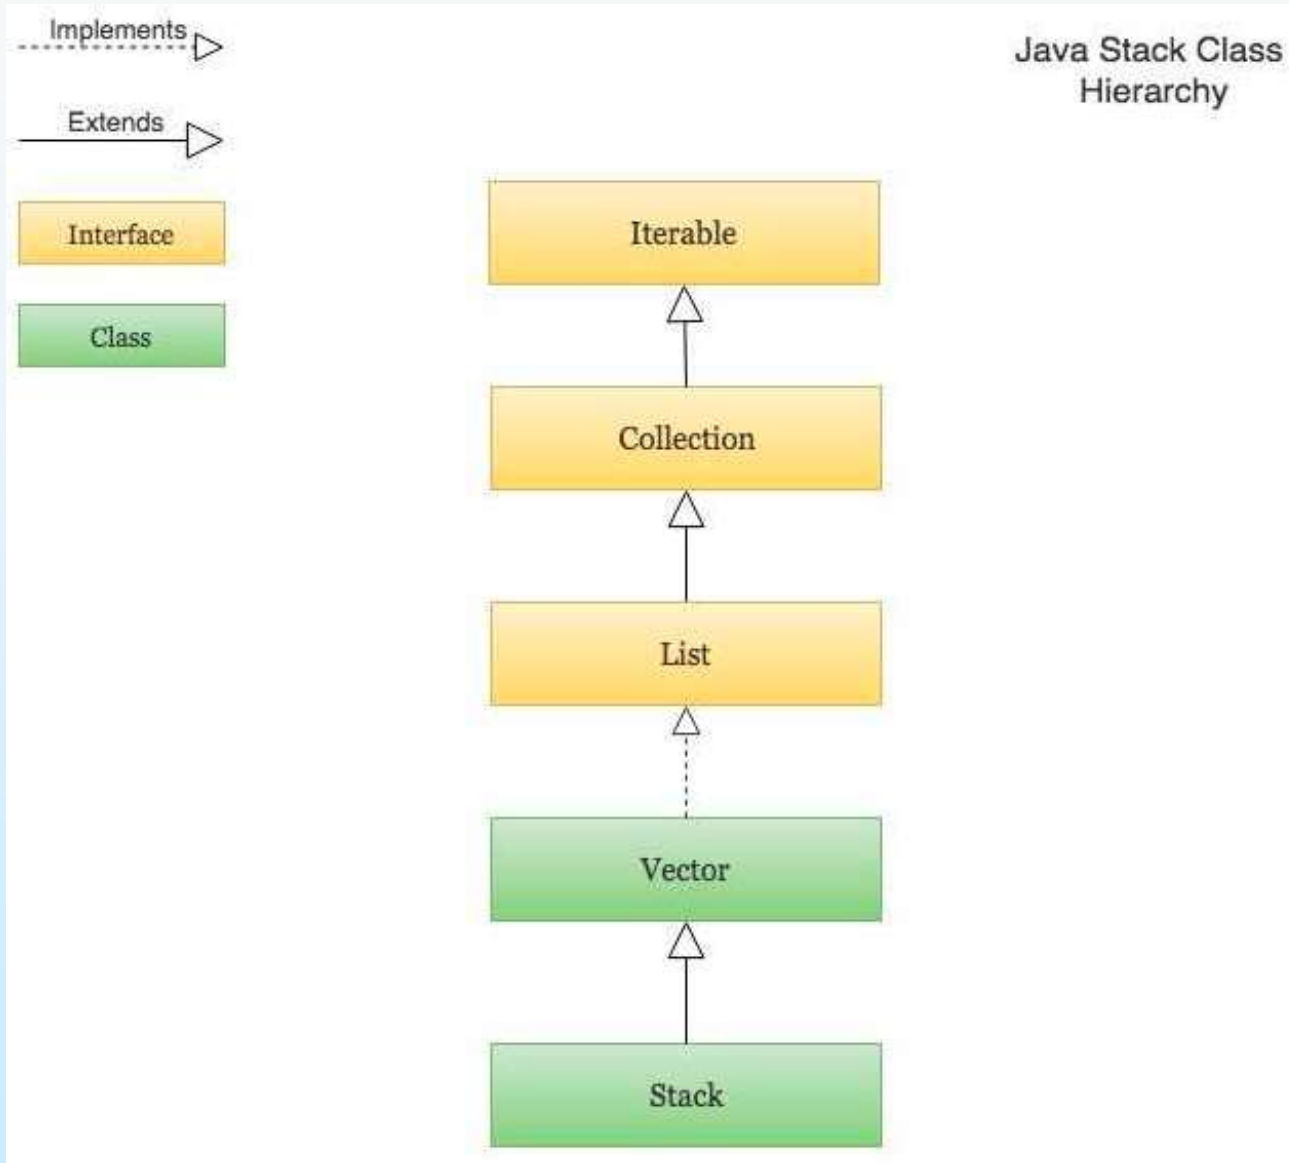 Implements
Java Stack Class
Hierarchy
Extends
Interface
Class
Iterable
Collection
List
Vector
Stack